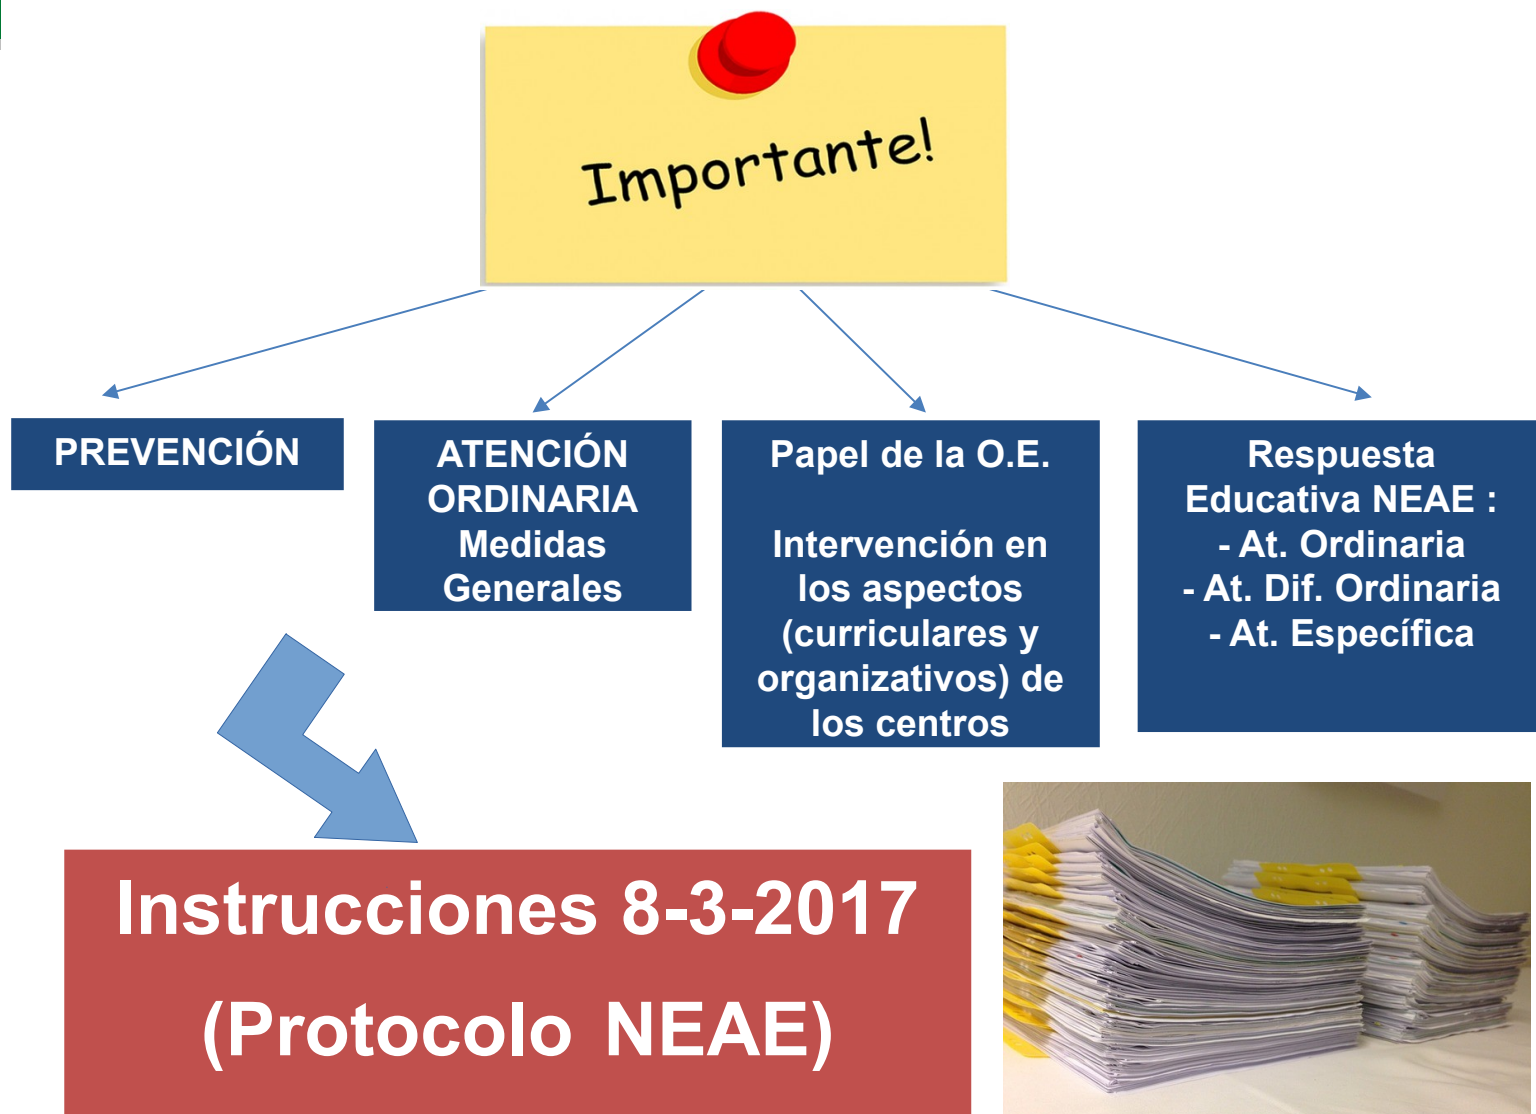 Importante!
PREVENCIÓN
ATENCIÓN
ORDINARIA
Medidas
Generales
Papel de la O.E.
Intervención en
los aspectos
(curriculares y
organizativos) de
los centros
Respuesta
Educativa NEAE :
- At. Ordinaria
- At. Dif. Ordinaria
- At. Específica
Instrucciones 8-3-2017
(Protocolo NEAE)